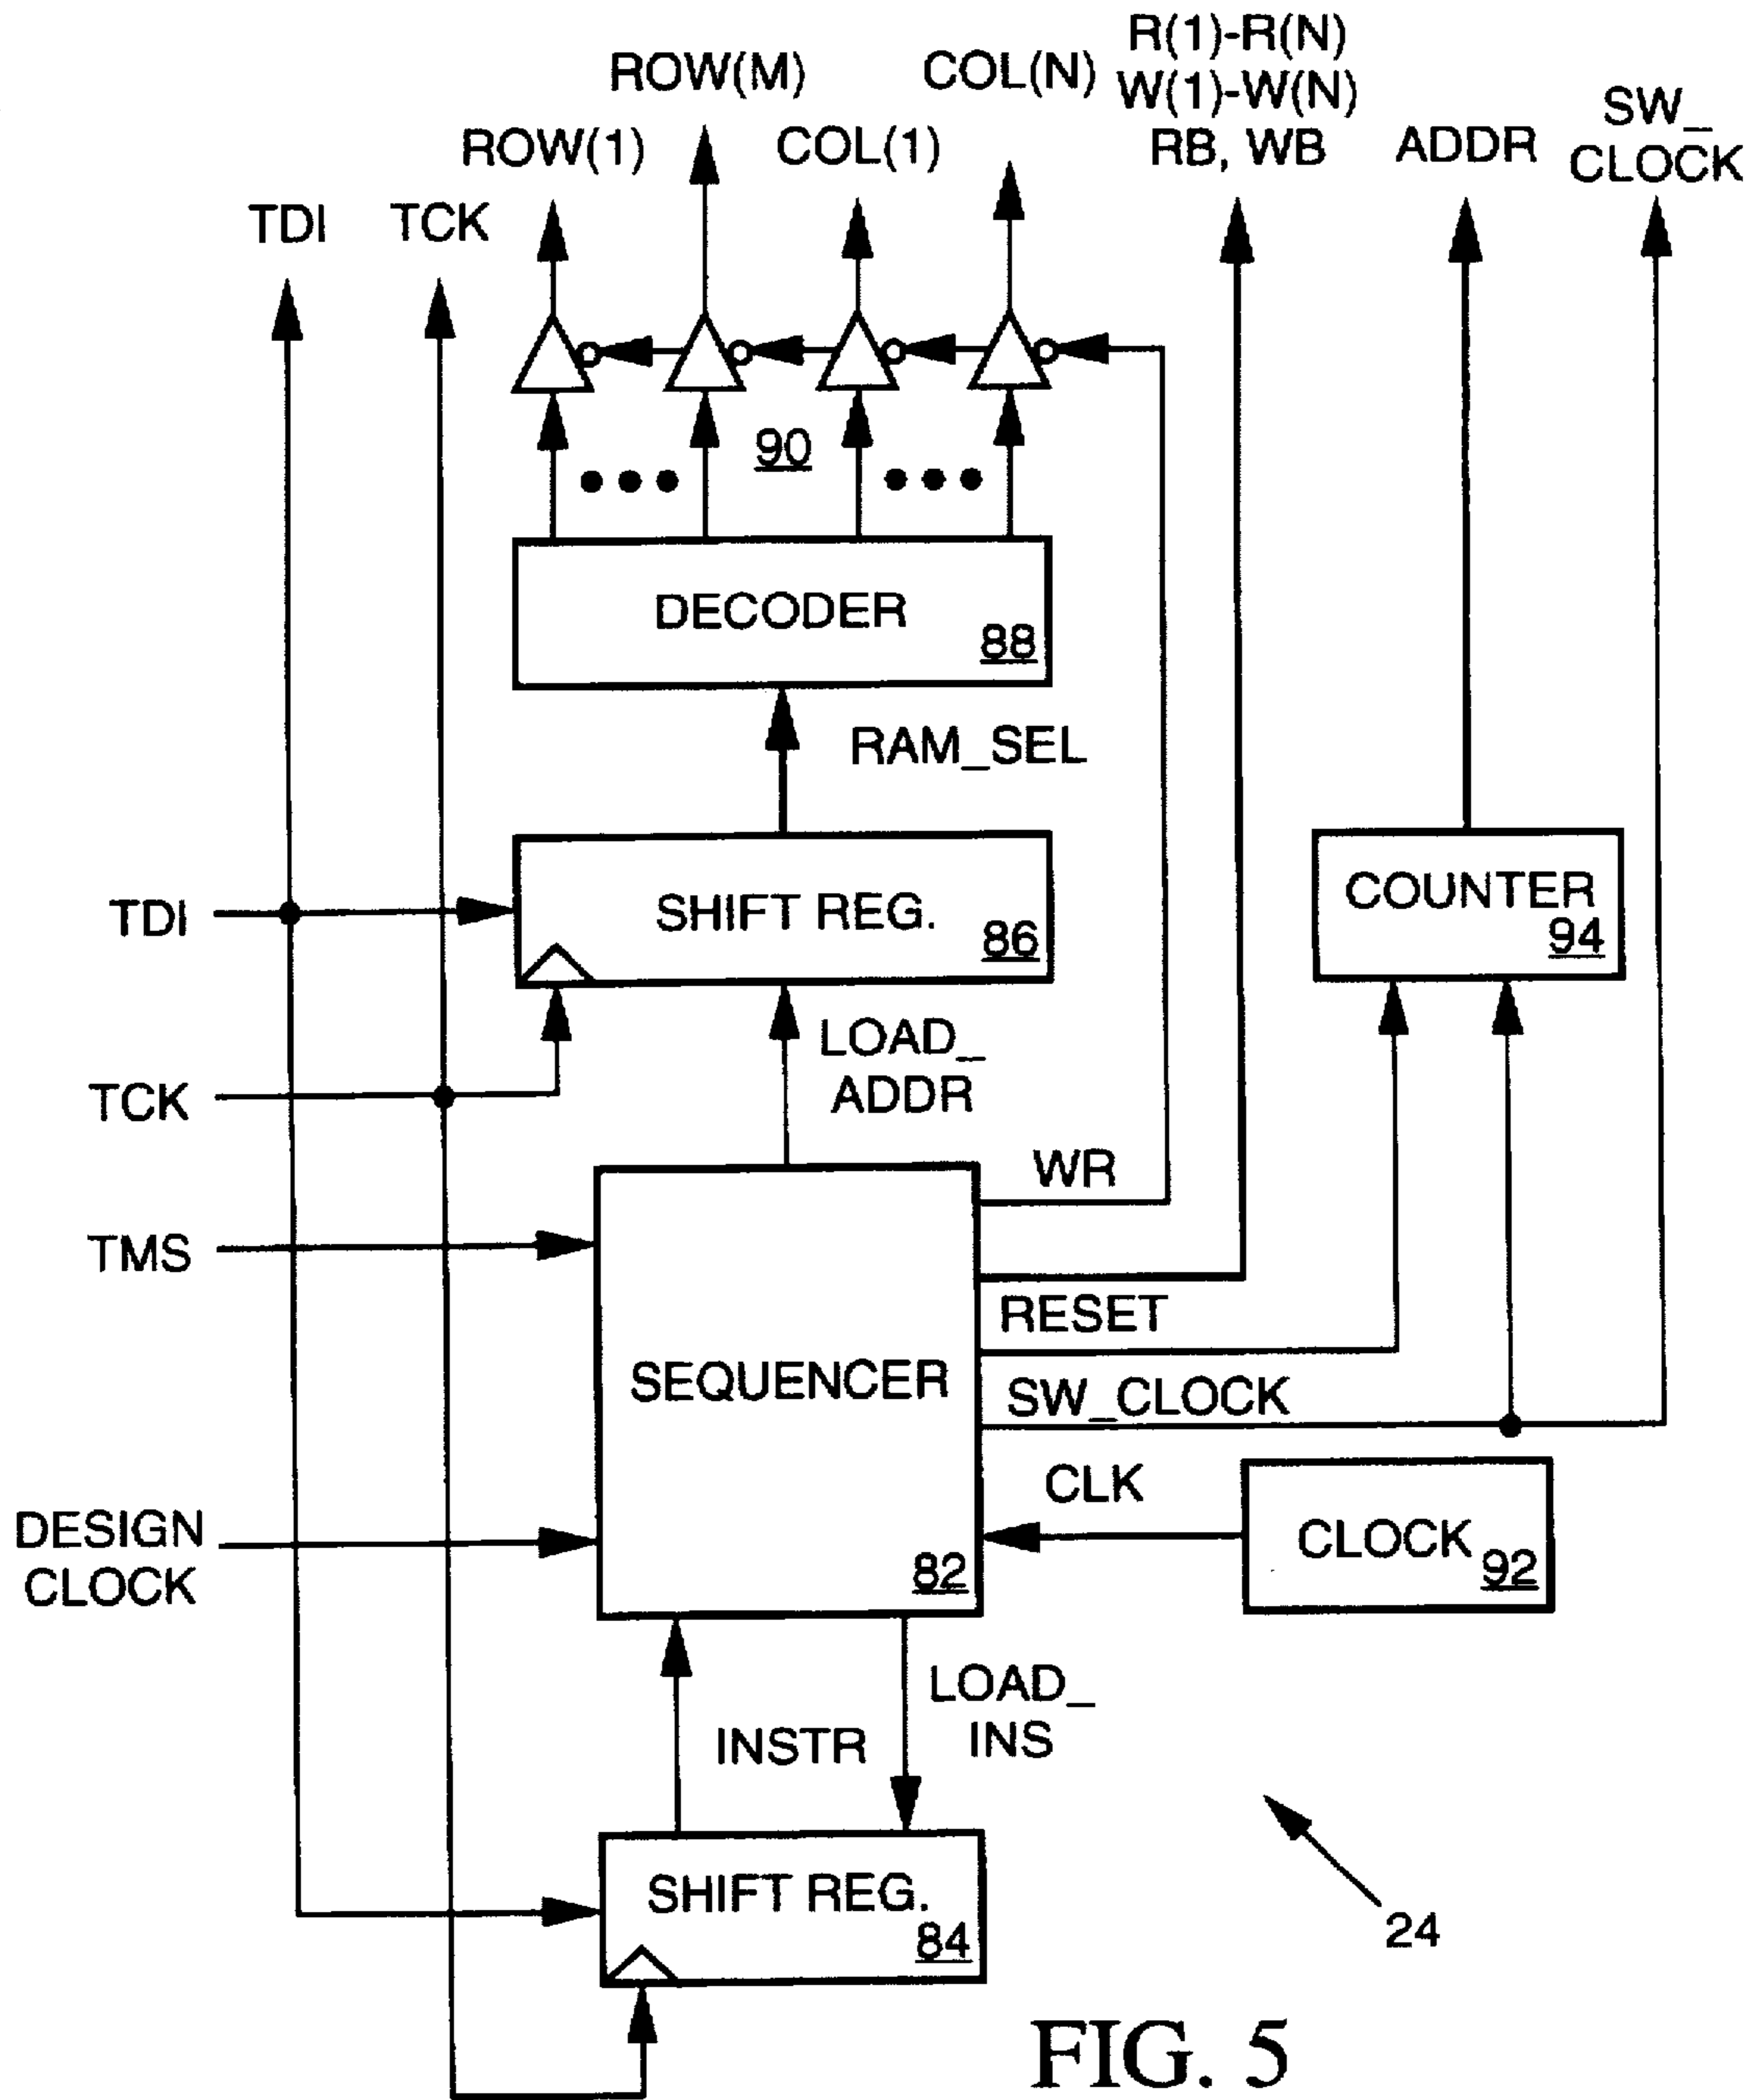 R(1)-R(N)
ROW(M)
COL(N)
W(1)-W(N)
SW_
CLOCK
ROW(1)
COL(1)
RB, WB
ADDR
TDI
TCK
90
DECODER
88
RAM_SEL
TDI
SHIFT REG.
86
COUNTER
94
LOAD_
ADDR
TCK
WR
TMS
RESET
SEQUENCER
SW_CLOCK
CLK
DESIGN
CLOCK
82
CLOCK
92
LOAD_
INS
INSTR
SHIFT REG.
84
24
FIG. 5